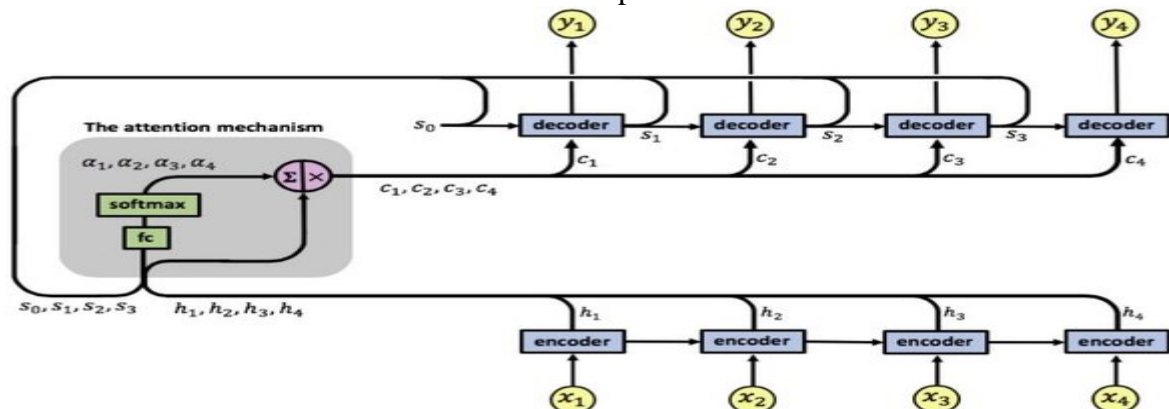 y₁ y₂ y₃ y₄
The attention mechanism
s₀ decoder s₁ decoder s₂ decoder s₃ decoder
α₁, α₂, α₃, α₄
c₁ c₂ c₃ c₄
Σ ×
c₁, c₂, c₃, c₄
softmax
fc
s₀, s₁, s₂, s₃ h₁, h₂, h₃, h₄
h₁ h₂ h₃ h₄
encoder encoder encoder encoder
x₁ x₂ x₃ x₄